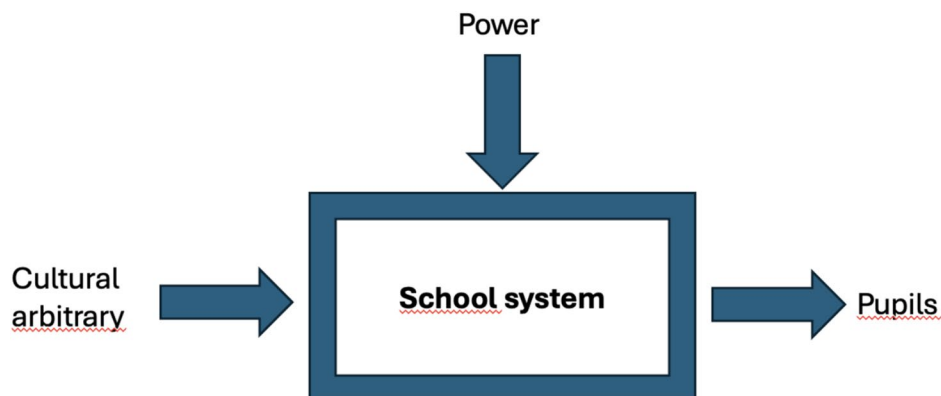 Power
Cultural
arbitrary
School system
Pupils